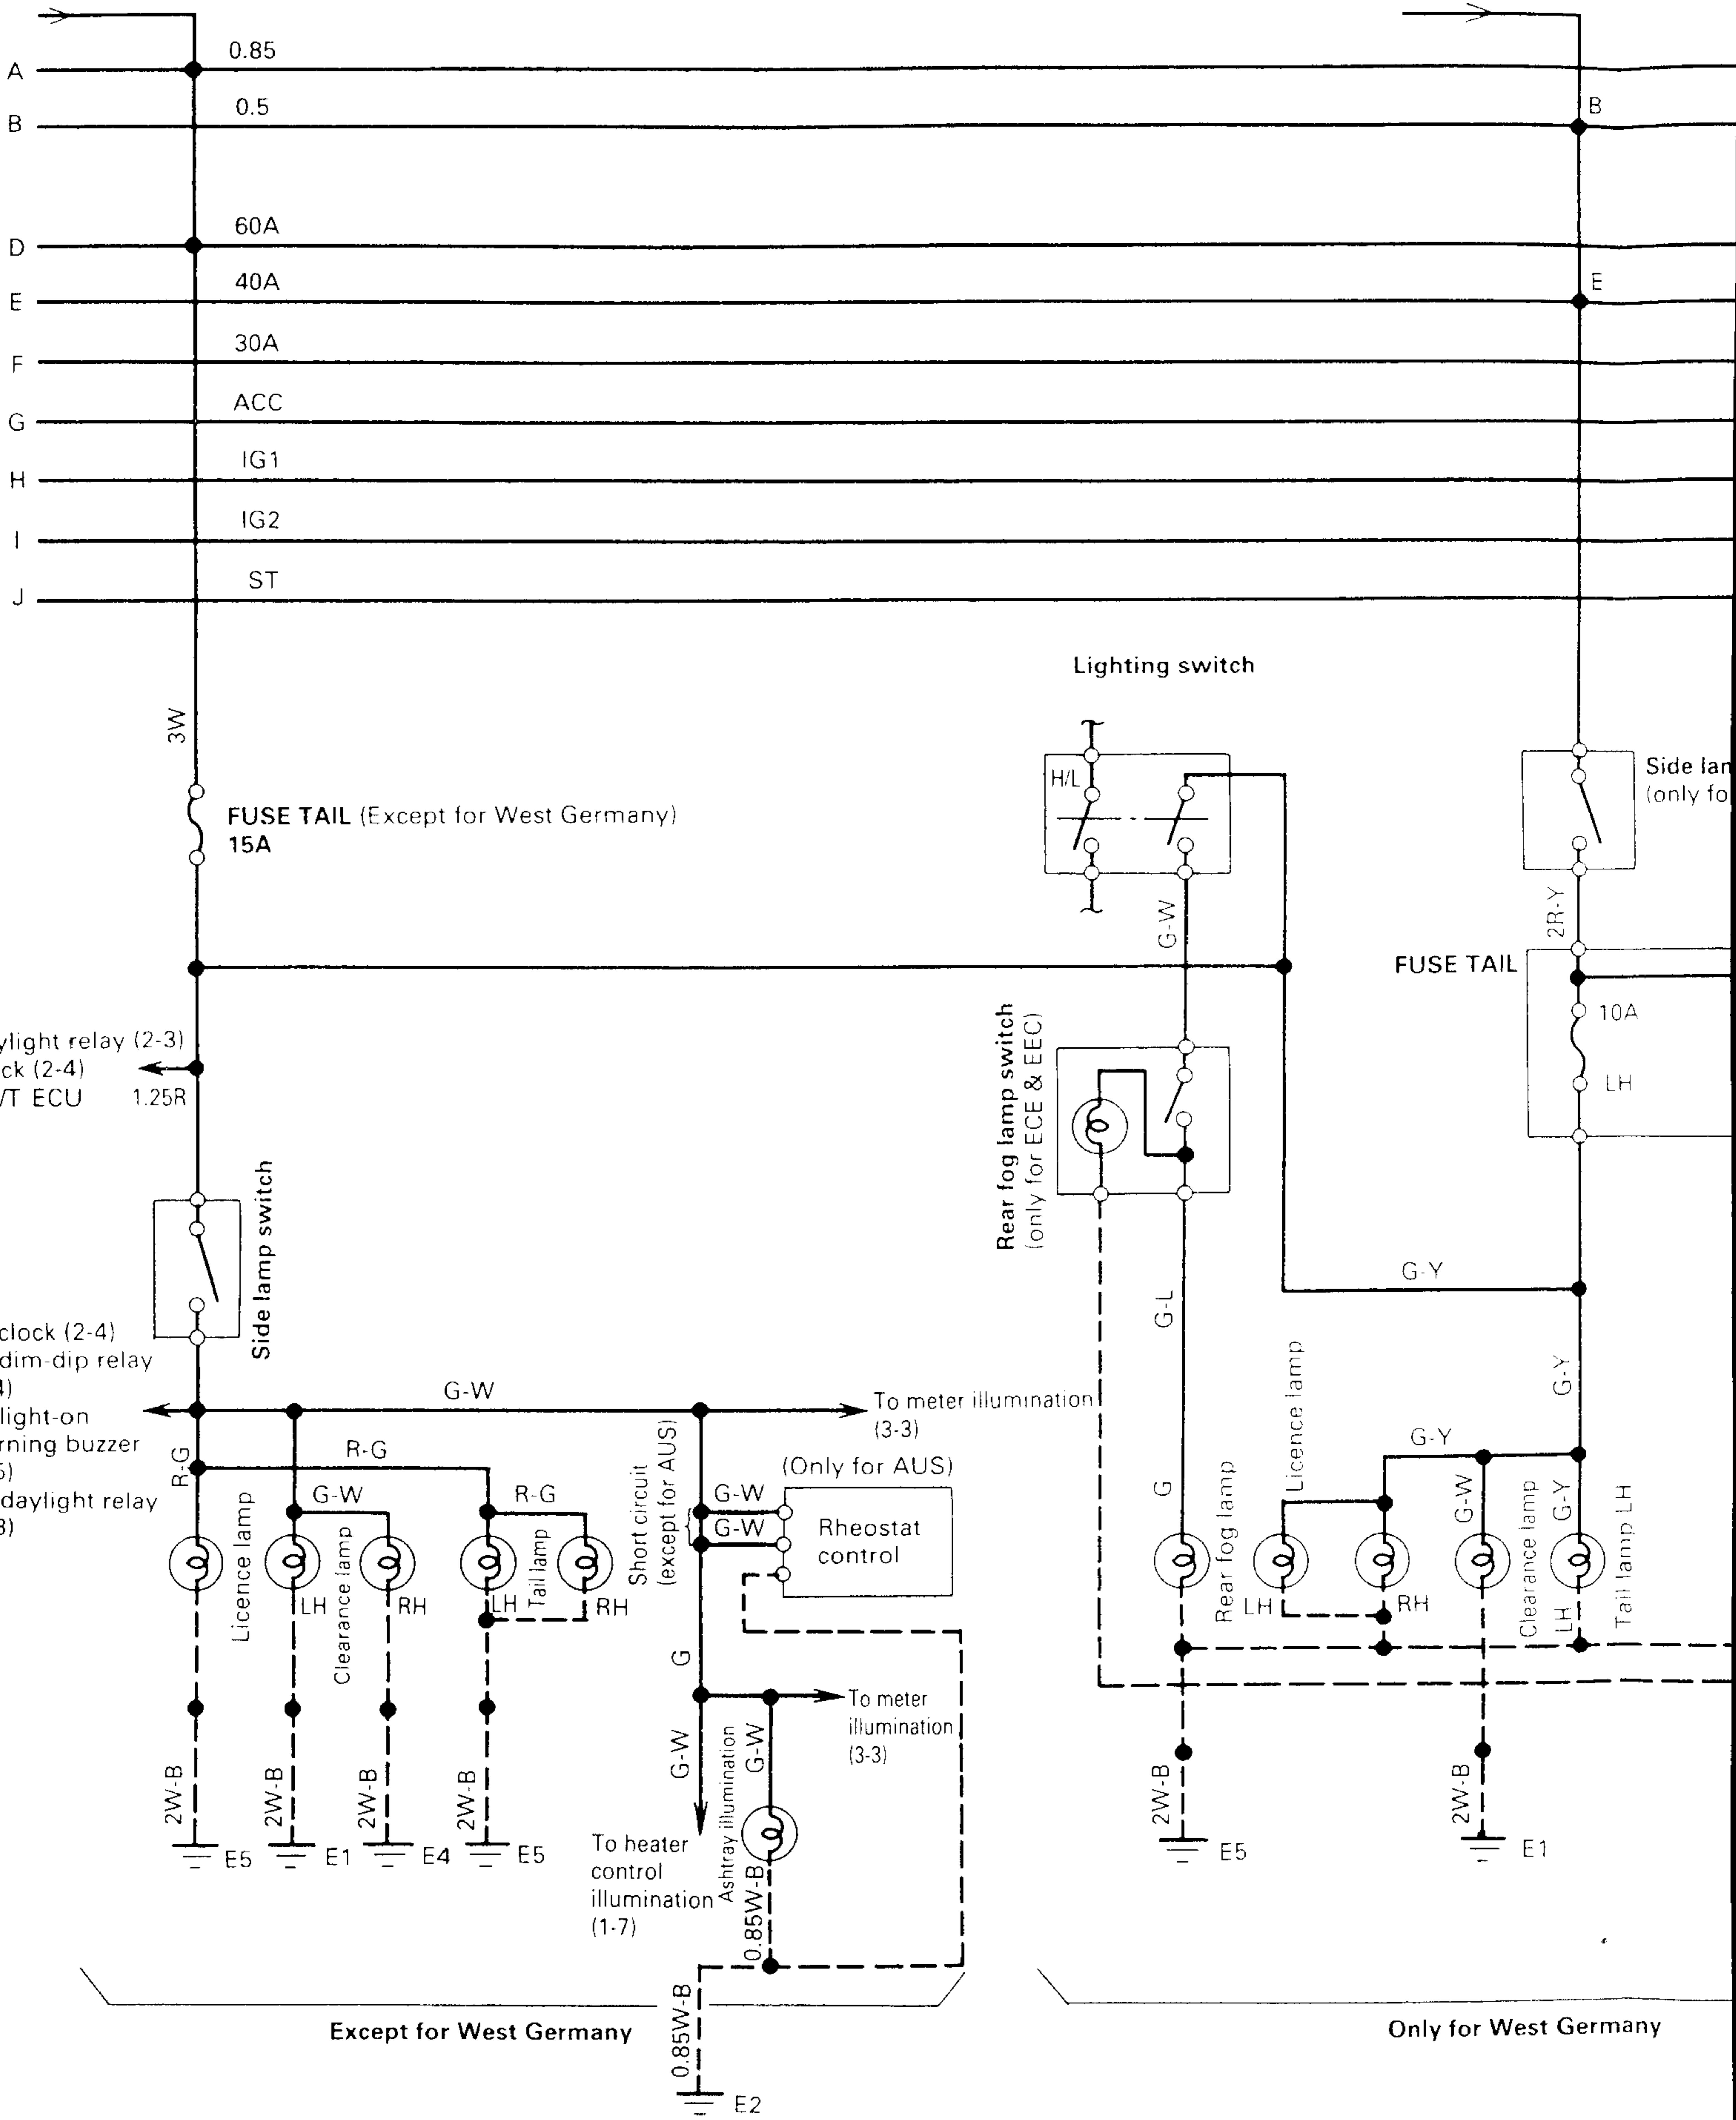 A
0.85
B
0.5
B
D
60A
E
40A
E
F
30A
G
ACC
H
IG1
I
IG2
J
ST
Lighting switch
3W
H/L
Side lam
(only fo
FUSE TAIL (Except for West Germany)
15A
G-W
2R-Y
FUSE TAIL
10A
LH
Rear fog lamp switch
(only for ECE & EEC)
ylight relay (2-3)
ck (2-4)
/T ECU
1.25R
Side lamp switch
G-Y
G-L
clock (2-4)
dim-dip relay
4)
light-on
rning buzzer
5)
daylight relay
3)
G-W
To meter illumination
(3-3)
R-G
R-G
G-W
R-G
Licence lamp
LH
Clearance lamp
RH
LH
Tail lamp
RH
Short circuit
(except for AUS)
(Only for AUS)
G-W
G-W
Rheostat
control
G
G-Y
Licence lamp
G-Y
G
Rear fog lamp
LH
RH
G-W
Clearance lamp
LH
G-Y
Tail lamp LH
To meter
illumination
(3-3)
G-W
G-W
Ashtray illumination
2W-B
2W-B
2W-B
2W-B
2W-B
2W-B
E5
E1
E4
E5
E5
E1
To heater
control
illumination
(1-7)
0.85W-B
0.85W-B
E2
Except for West Germany
Only for West Germany